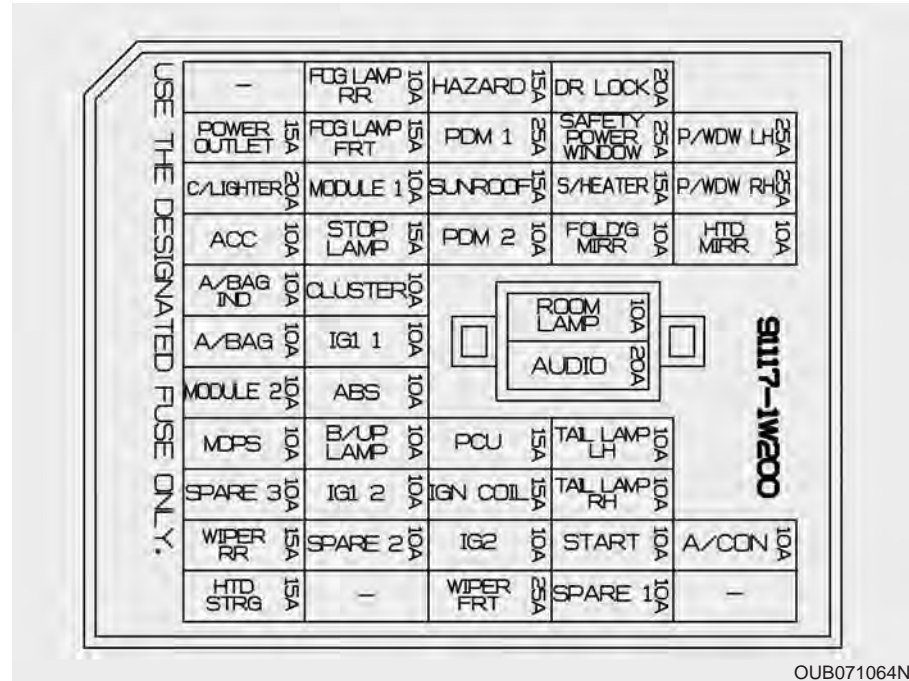 USE THE DESIGNATED FUSE ONLY.
- FOG LAMP RR 10A HAZARD 15A DR LOCK 20A
POWER OUTLET 15A FOG LAMP FRT 15A PDM 1 25A SAFETY POWER WINDOW 25A P/WDW LH 25A
C/LIGHTER 20A MODULE 1 10A SUNROOF 15A S/HEATER 15A P/WDW RH 25A
ACC 10A STOP LAMP 15A PDM 2 10A FOLD'G MIRR 10A HTD MIRR 10A
A/BAG IND 10A CLUSTER 10A
A/BAG 10A IG1 1 10A
MODULE 2 10A ABS 10A
ROOM LAMP 10A
AUDIO 20A
91117-1W200
MDPS 10A B/UP LAMP 10A PCU 15A TAIL LAMP LH 10A
SPARE 3 10A IG1 2 10A IGN COIL 15A TAIL LAMP RH 10A
WIPER RR 15A SPARE 2 10A IG2 10A START 10A A/CON 10A
HTD STRG 15A - WIPER FRT 25A SPARE 1 10A -
OUB071064N